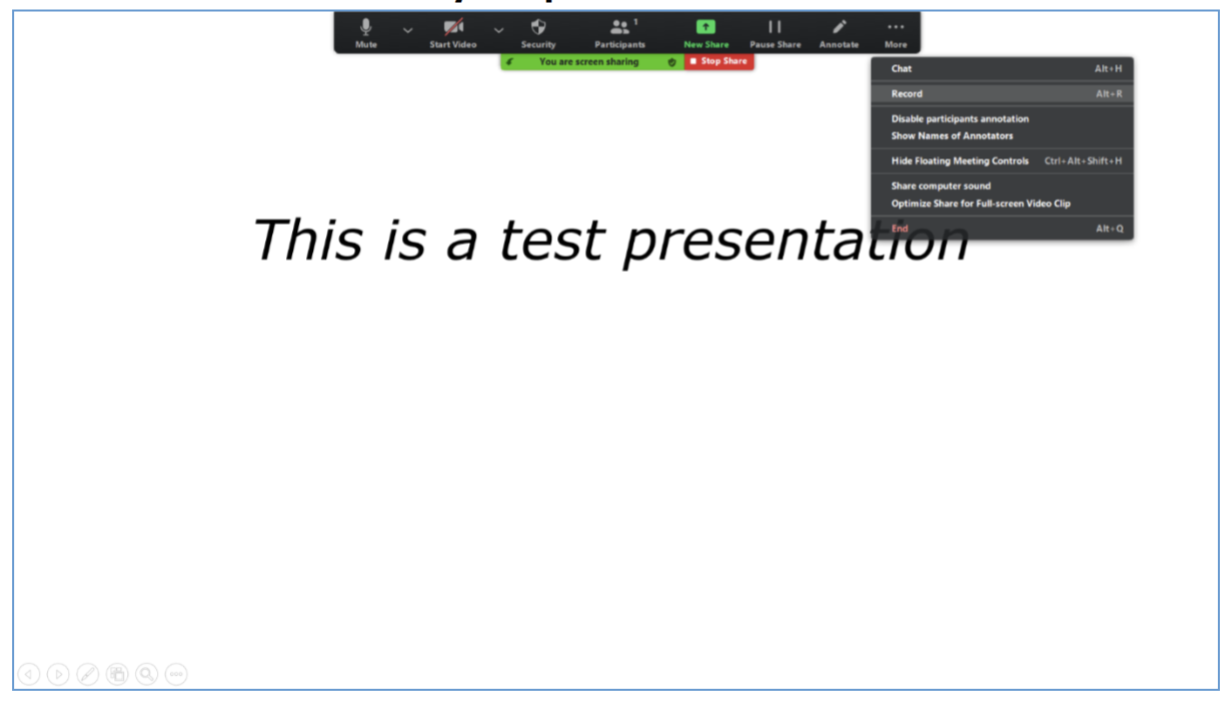 Mute Start Video Security Participants 1 New Share Pause Share Annotate More
You are screen sharing Stop Share
Chat Alt+H
Record Alt+R
Disable participants annotation
Show Names of Annotators
Hide Floating Meeting Controls Ctrl+Alt+Shift+H
Share computer sound
Optimize Share for Full-screen Video Clip
End Alt+Q
This is a test presentation